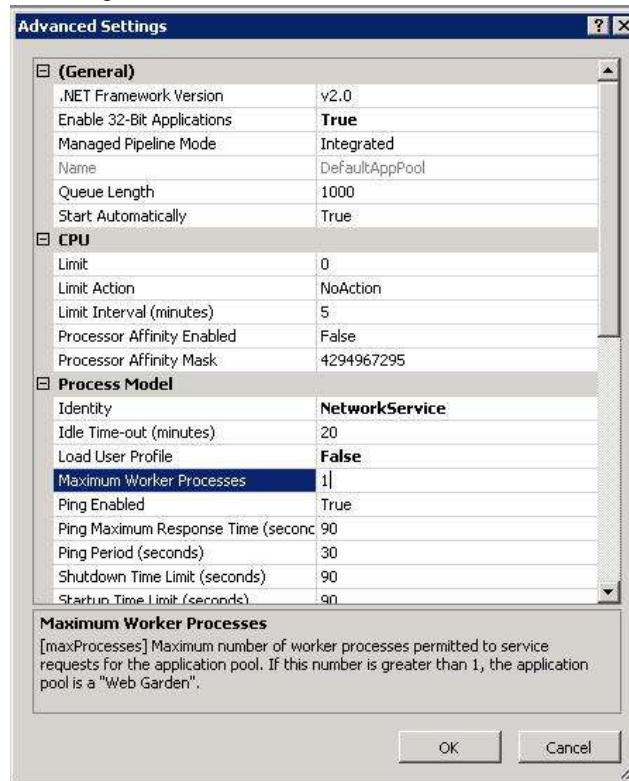 Advanced Settings
(General)
.NET Framework Version v2.0
Enable 32-Bit Applications True
Managed Pipeline Mode Integrated
Name DefaultAppPool
Queue Length 1000
Start Automatically True
CPU
Limit 0
Limit Action NoAction
Limit Interval (minutes) 5
Processor Affinity Enabled False
Processor Affinity Mask 4294967295
Process Model
Identity NetworkService
Idle Time-out (minutes) 20
Load User Profile False
Maximum Worker Processes 1
Ping Enabled True
Ping Maximum Response Time (seconc 90
Ping Period (seconds) 30
Shutdown Time Limit (seconds) 90
Startup Time Limit (seconds) 90
Maximum Worker Processes
[maxProcesses] Maximum number of worker processes permitted to service
requests for the application pool. If this number is greater than 1, the application
pool is a "Web Garden".
OK Cancel